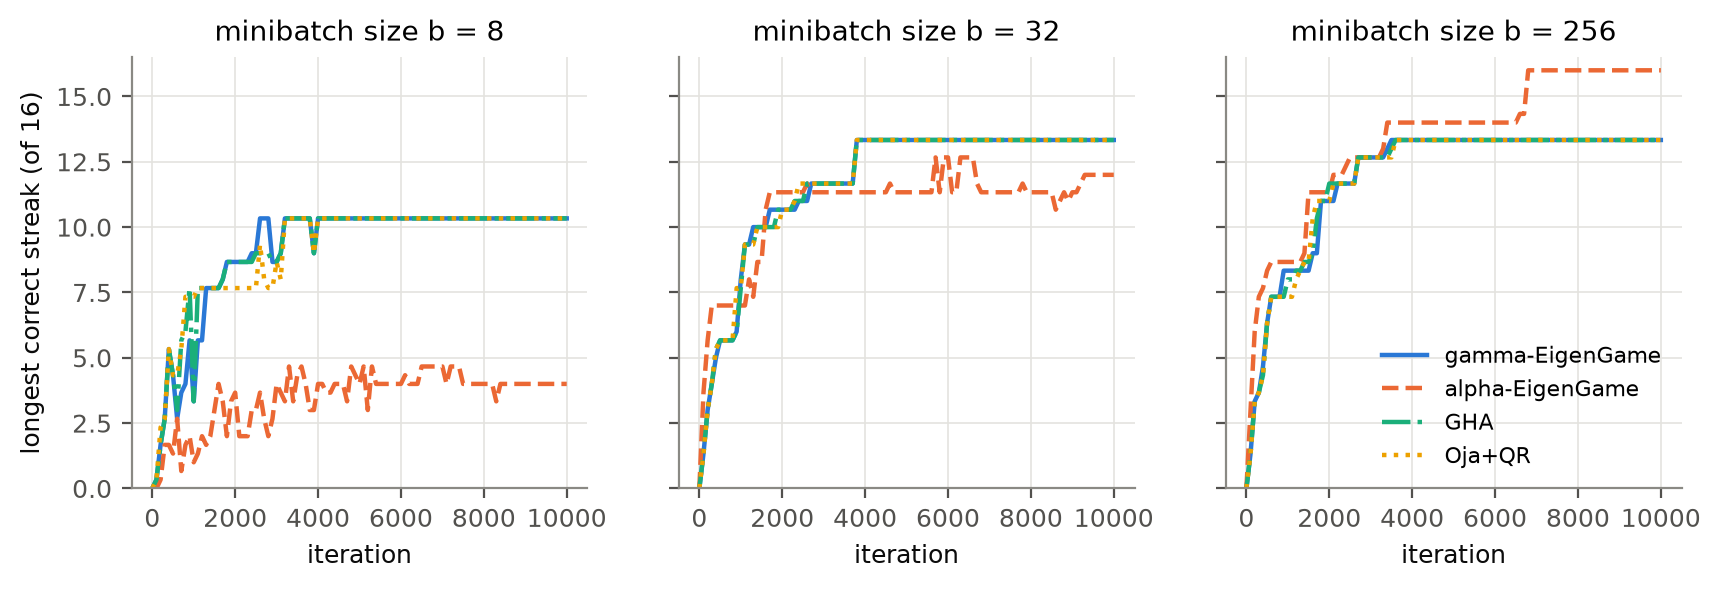 minibatch size b = 8
minibatch size b = 32
minibatch size b = 256
longest correct streak (of 16)
15.0
12.5
10.0
7.5
5.0
2.5
0.0
0 2000 4000 6000 8000 10000
0 2000 4000 6000 8000 10000
0 2000 4000 6000 8000 10000
iteration
iteration
iteration
gamma-EigenGame
alpha-EigenGame
GHA
Oja+QR